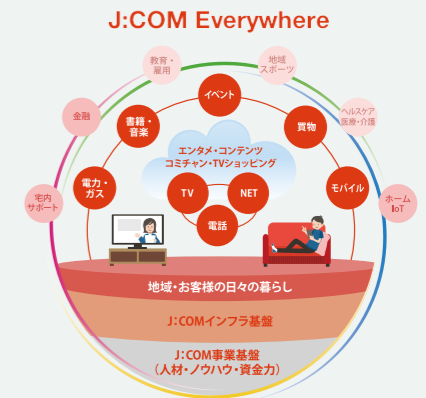 J:COM Everywhere
教育・
雇用
地域
スポーツ
イベント
金融
書籍・
音楽
買物
ヘルスケア
医療・介護
エンタメ・コンテンツ
コミチャン・TVショッピング
電力・
ガス
TV
NET
モバイル
宅内
サポート
ホーム
IoT
電話
地域・お客様の日々の暮らし
J:COMインフラ基盤
J:COM事業基盤
(人材・ノウハウ・資金力)